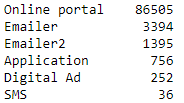 Online portal 86505
Emailer 3394
Emailer2 1395
Application 756
Digital Ad 252
SMS 36